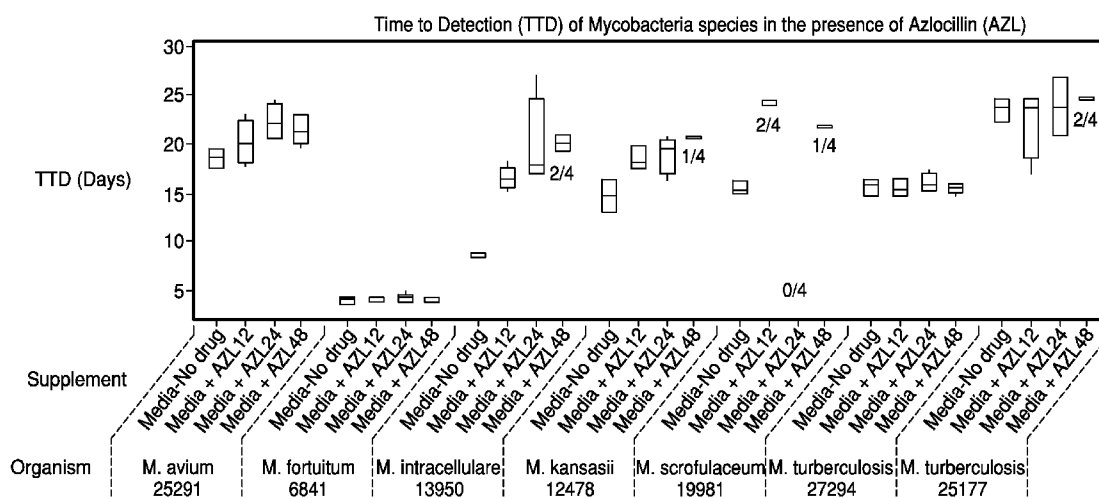 Time to Detection (TTD) of Mycobacteria species in the presence of Azlocillin (AZL)
30
25
20
15
10
5
TTD (Days)
2/4
1/4
2/4
1/4
0/4
2/4
Supplement
Media-No drug
Media + AZL12
Media + AZL24
Media + AZL48
Media-No drug
Media + AZL12
Media + AZL24
Media + AZL48
Media-No drug
Media + AZL12
Media + AZL24
Media + AZL48
Media-No drug
Media + AZL12
Media + AZL24
Media + AZL48
Media-No drug
Media + AZL12
Media + AZL24
Media + AZL48
Media-No drug
Media + AZL12
Media + AZL24
Media + AZL48
Media-No drug
Media + AZL12
Media + AZL24
Media + AZL48
Organism
M. avium
25291
M. fortuitum
6841
M. intracellulare
13950
M. kansasii
12478
M. scrofulaceum
19981
M. turberculosis
27294
M. turberculosis
25177